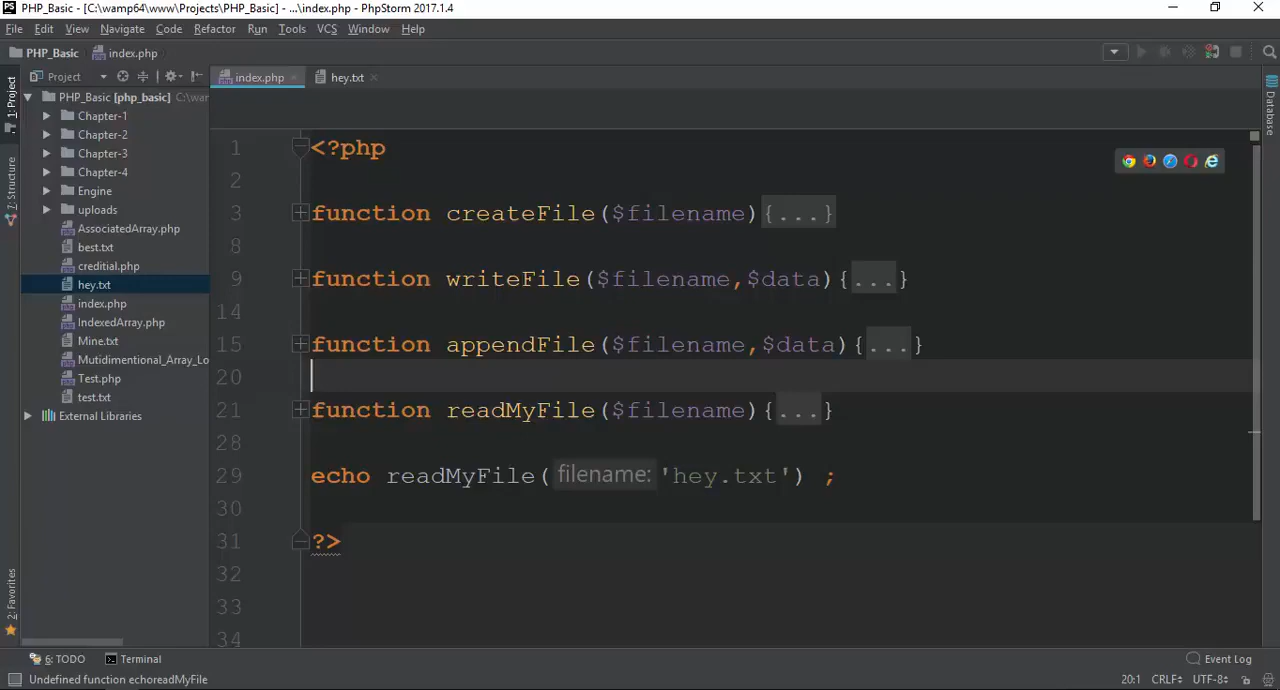 PHP_Basic - [C:\wamp64\www\Projects\PHP_Basic] - ...\index.php - PhpStorm 2017.1.4
File Edit View Navigate Code Refactor Run Tools VCS Window Help
PHP_Basic index.php
Project
index.php hey.txt
1: Project
7: Structure
2: Favorites
Database
PHP_Basic [php_basic] C:\war
Chapter-1
Chapter-2
Chapter-3
Chapter-4
Engine
uploads
AssociatedArray.php
best.txt
creditial.php
hey.txt
index.php
IndexedArray.php
Mine.txt
Mutidimentional_Array_Lo
Test.php
test.txt
External Libraries
1 <?php
2
3 function createFile($filename){...}
8
9 function writeFile($filename,$data){...}
14
15 function appendFile($filename,$data){...}
20
21 function readMyFile($filename){...}
28
29 echo readMyFile( filename: 'hey.txt') ;
30
31 ?>
32
33
34
6: TODO Terminal Event Log
Undefined function echoreadMyFile 20:1 CRLF UTF-8